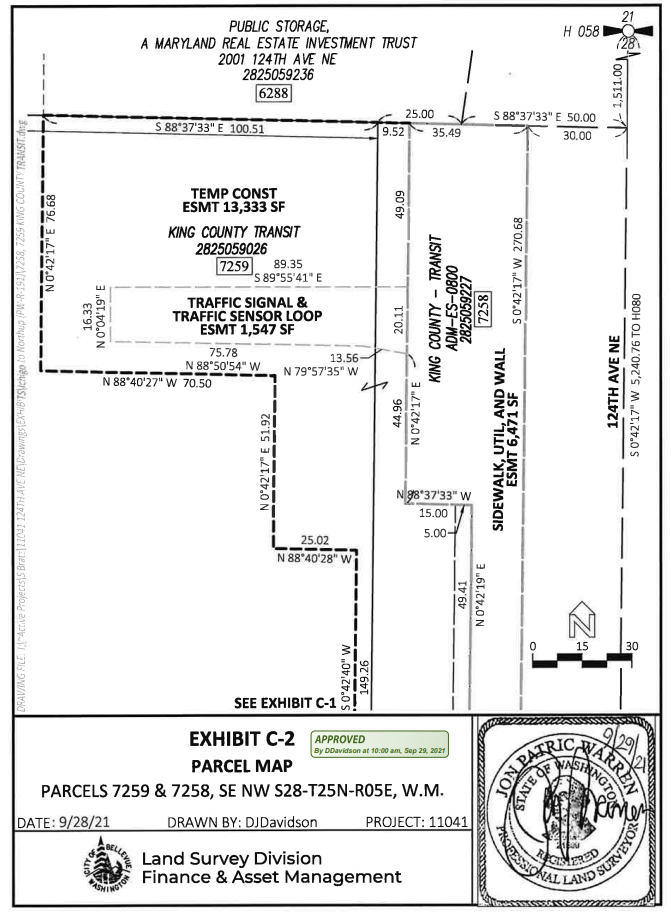 PUBLIC STORAGE,
A MARYLAND REAL ESTATE INVESTMENT TRUST
2001 124TH AVE NE
2825059236
6288
H 058
21
(28)
1,511.00
25.00
S 88°37'33" E 50.00
S 88°37'33" E 100.51
9.52
35.49
30.00
N 0°42'17" E 76.68
TEMP CONST
ESMT 13,333 SF
KING COUNTY TRANSIT
2825059026
7259
89.35
S 89°55'41" E
49.09
S 0°42'17" W 270.68
16.33
N 0°04'19" E
TRAFFIC SIGNAL &
TRAFFIC SENSOR LOOP
ESMT 1,547 SF
20.11
KING COUNTY – TRANSIT
ADM-ES-0800
2825059227
7258
75.78
N 88°50'54" W
13.56
N 79°57'35" W
N 88°40'27" W 70.50
44.96
N 0°42'17" E
SIDEWALK, UTIL, AND WALL
ESMT 6,471 SF
124TH AVE NE
S 0°42'17" W 5,240.76 TO H080
N 0°42'17" E 51.92
N 88°37'33" W
15.00
5.00
25.02
N 88°40'28" W
49.41
N 0°42'19" E
N
0 15 30
S 0°42'40" W
149.26
SEE EXHIBIT C-1
EXHIBIT C-2
APPROVED
By DDavidson at 10:00 am, Sep 29, 2021
PARCEL MAP
PARCELS 7259 & 7258, SE NW S28-T25N-R05E, W.M.
DATE: 9/28/21 DRAWN BY: DJDavidson PROJECT: 11041
CITY OF BELLEVUE
WASHINGTON
Land Survey Division
Finance & Asset Management
9/29/21
JON PATRIC WARREN
STATE OF WASHINGTON
REGISTERED
PROFESSIONAL LAND SURVEYOR